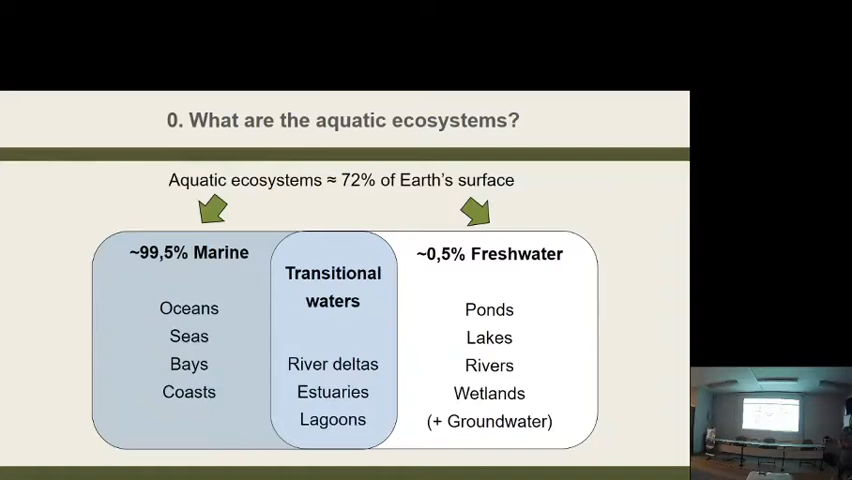 0. What are the aquatic ecosystems?
Aquatic ecosystems ≈ 72% of Earth's surface
~99,5% Marine
Oceans
Seas
Bays
Coasts
Transitional
waters
River deltas
Estuaries
Lagoons
~0,5% Freshwater
Ponds
Lakes
Rivers
Wetlands
(+ Groundwater)